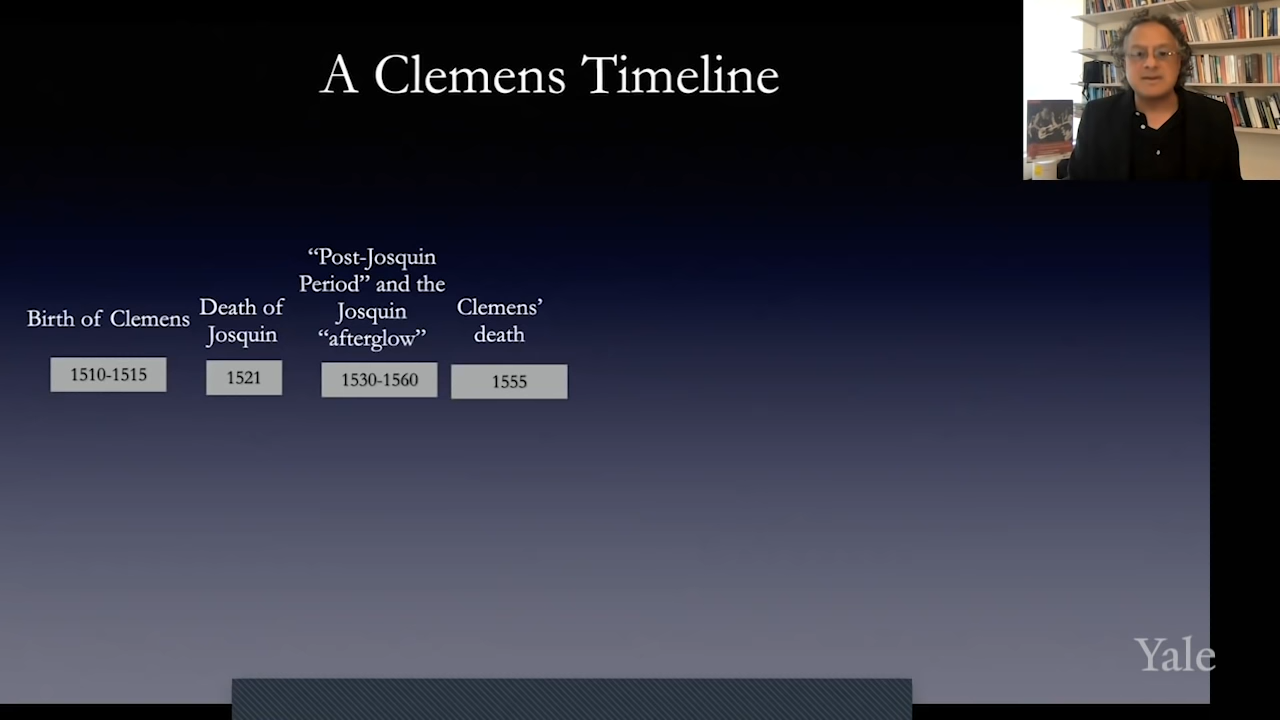 A Clemens Timeline
Birth of Clemens
1510-1515
Death of
Josquin
1521
“Post-Josquin
Period” and the
Josquin
“afterglow”
1530-1560
Clemens’
death
1555
Yale